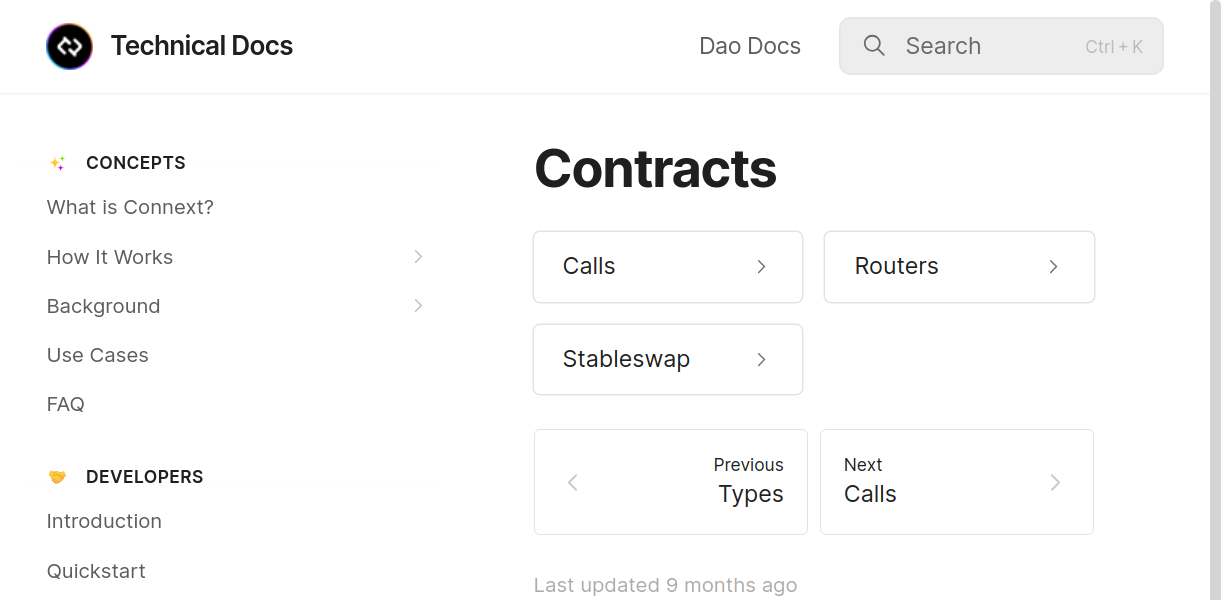 Technical Docs
Dao Docs
Search
Ctrl + K
CONCEPTS
What is Connext?
How It Works
Background
Use Cases
FAQ
DEVELOPERS
Introduction
Quickstart
Contracts
Calls
Routers
Stableswap
Previous
Types
Next
Calls
Last updated 9 months ago